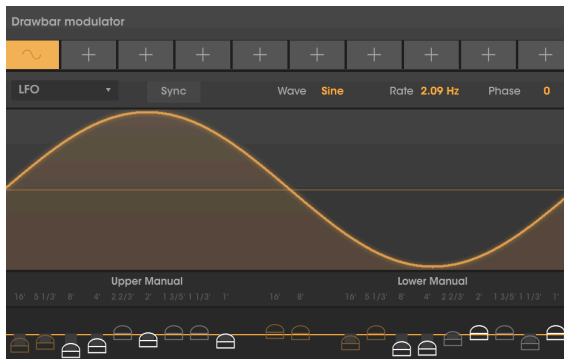 Drawbar modulator
LFO Sync Wave Sine Rate 2.09 Hz Phase 0
Upper Manual Lower Manual
16' 5 1/3' 8' 4' 2 2/3' 2' 1 3/5' 1 1/3' 1' 16' 8' 16' 5 1/3' 8' 4' 2 2/3' 2' 1 3/5' 1 1/3' 1'